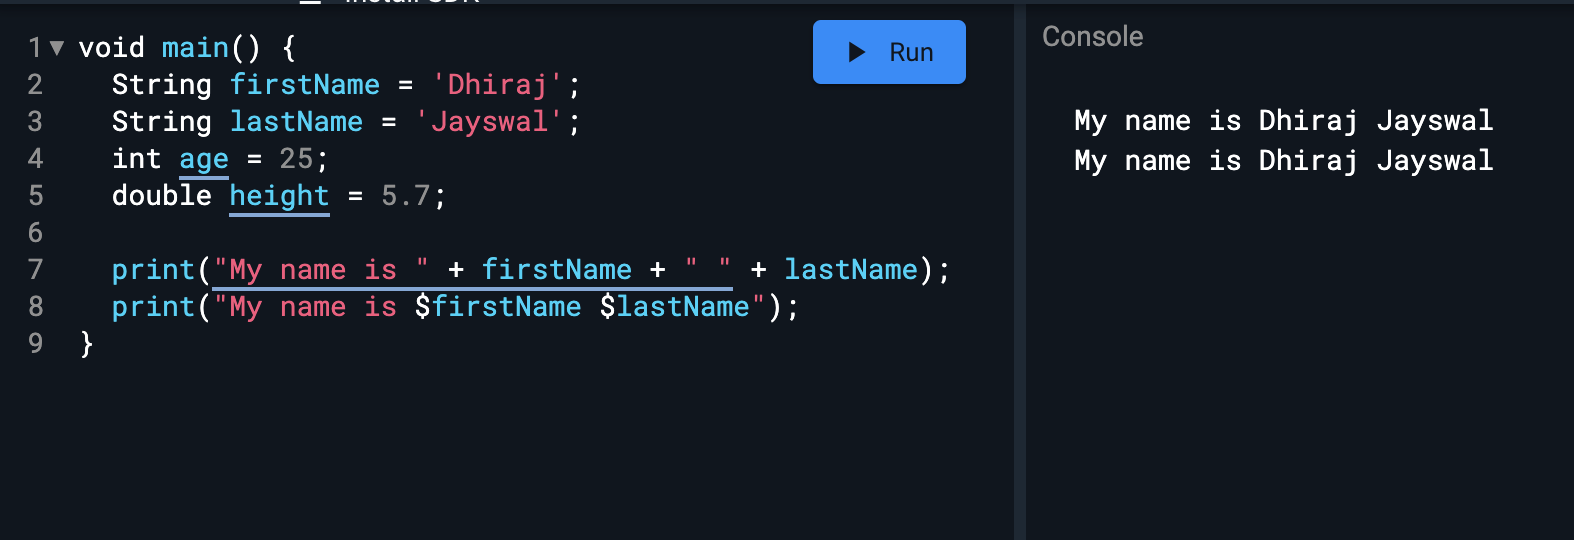 Install SDK
1 void main() {
2 String firstName = 'Dhiraj';
3 String lastName = 'Jayswal';
4 int age = 25;
5 double height = 5.7;
6
7 print("My name is " + firstName + " " + lastName);
8 print("My name is $firstName $lastName");
9 }
Run
Console
My name is Dhiraj Jayswal
My name is Dhiraj Jayswal